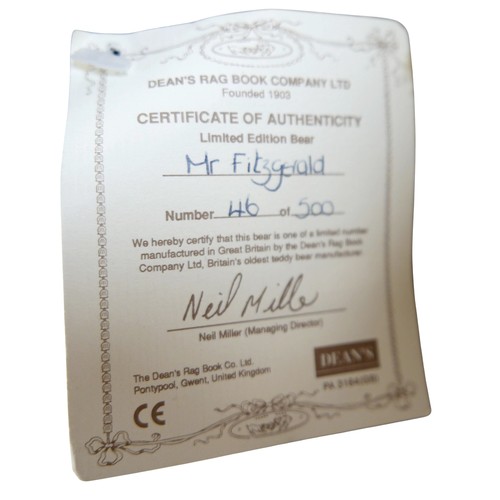 DEAN'S RAG BOOK COMPANY LTD
Founded 1903
CERTIFICATE OF AUTHENTICITY
Limited Edition Bear
Mr Fitzgerald
Number 46 of 500
We hereby certify that this bear is one of a limited number
manufactured in Great Britain by the Dean's Rag Book
Company Ltd, Britain's oldest teddy bear manufacturer
Neil Miller
Neil Miller (Managing Director)
The Dean's Rag Book Co. Ltd.
Pontypool, Gwent, United Kingdom
DEAN'S
CE